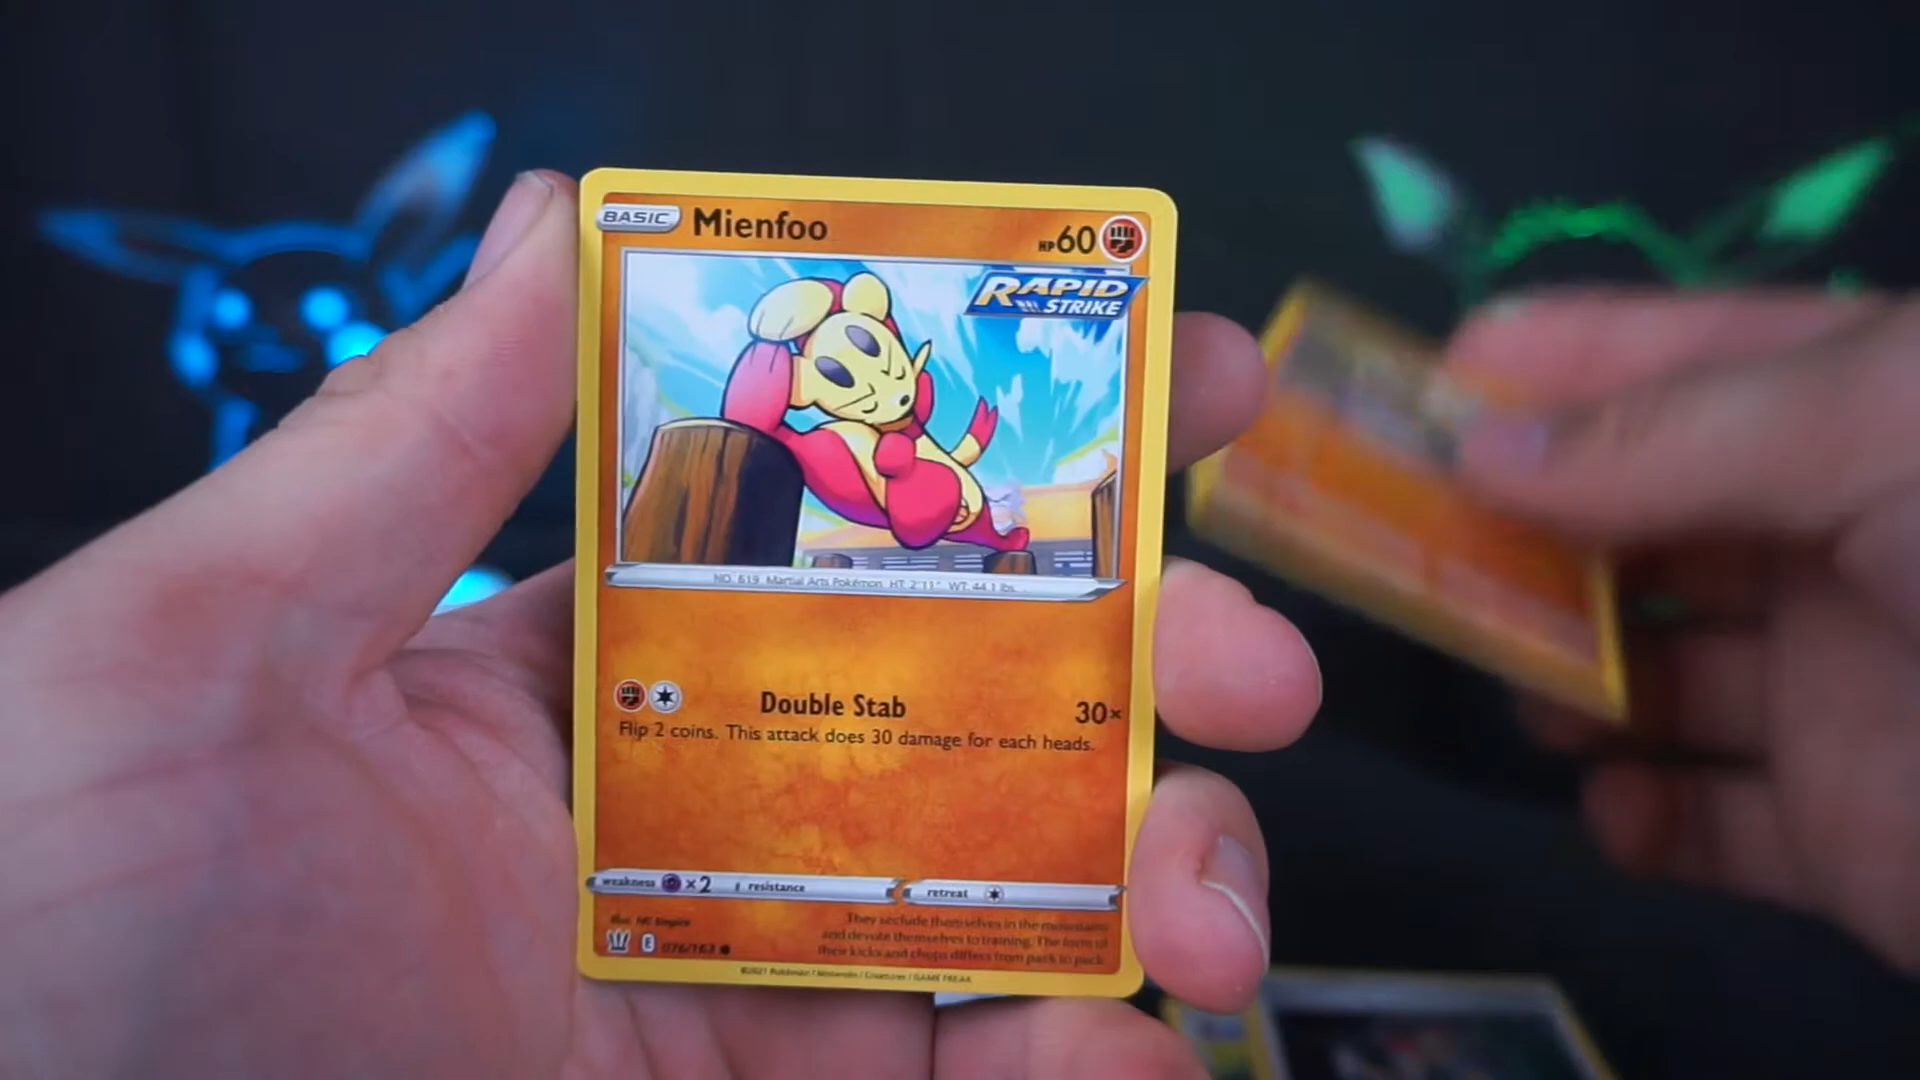 BASIC Mienfoo HP60
RAPID
STRIKE
NO. 619 Martial Arts Pokémon HT: 2'11" WT: 44.1 lbs.
Double Stab 30×
Flip 2 coins. This attack does 30 damage for each heads.
weakness ×2 resistance retreat
They seclude themselves in the mountains
and devote themselves to training. The form of
E 076/163 their kicks and chops differs from pack to pack.
©2021 Pokémon / Nintendo / Creatures / GAME FREAK